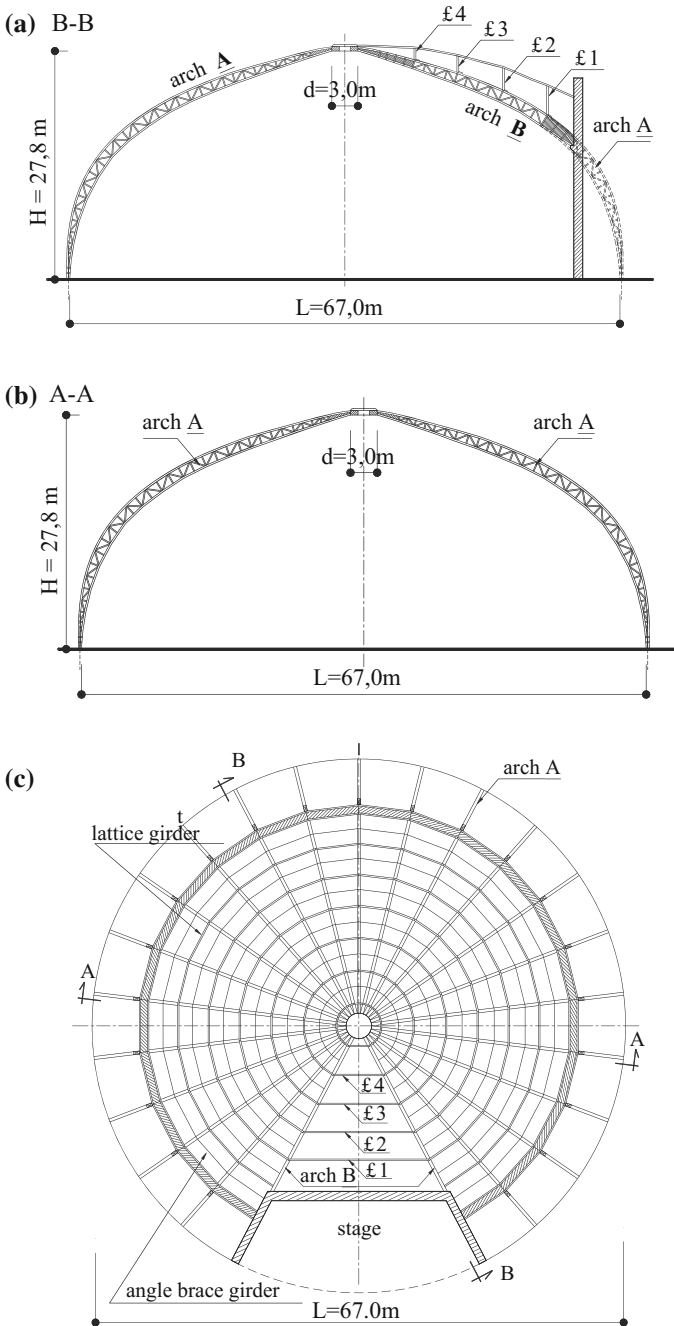 (a) B-B
£4
£3
£2
£1
arch A
d=3,0m
arch B
arch A
H = 27,8 m
L=67,0m
(b) A-A
arch A
arch A
d=3,0m
H = 27,8 m
L=67,0m
(c)
B
arch A
t
lattice girder
A
A
£4
£3
£2
£1
arch B
stage
B
angle brace girder
L=67.0m